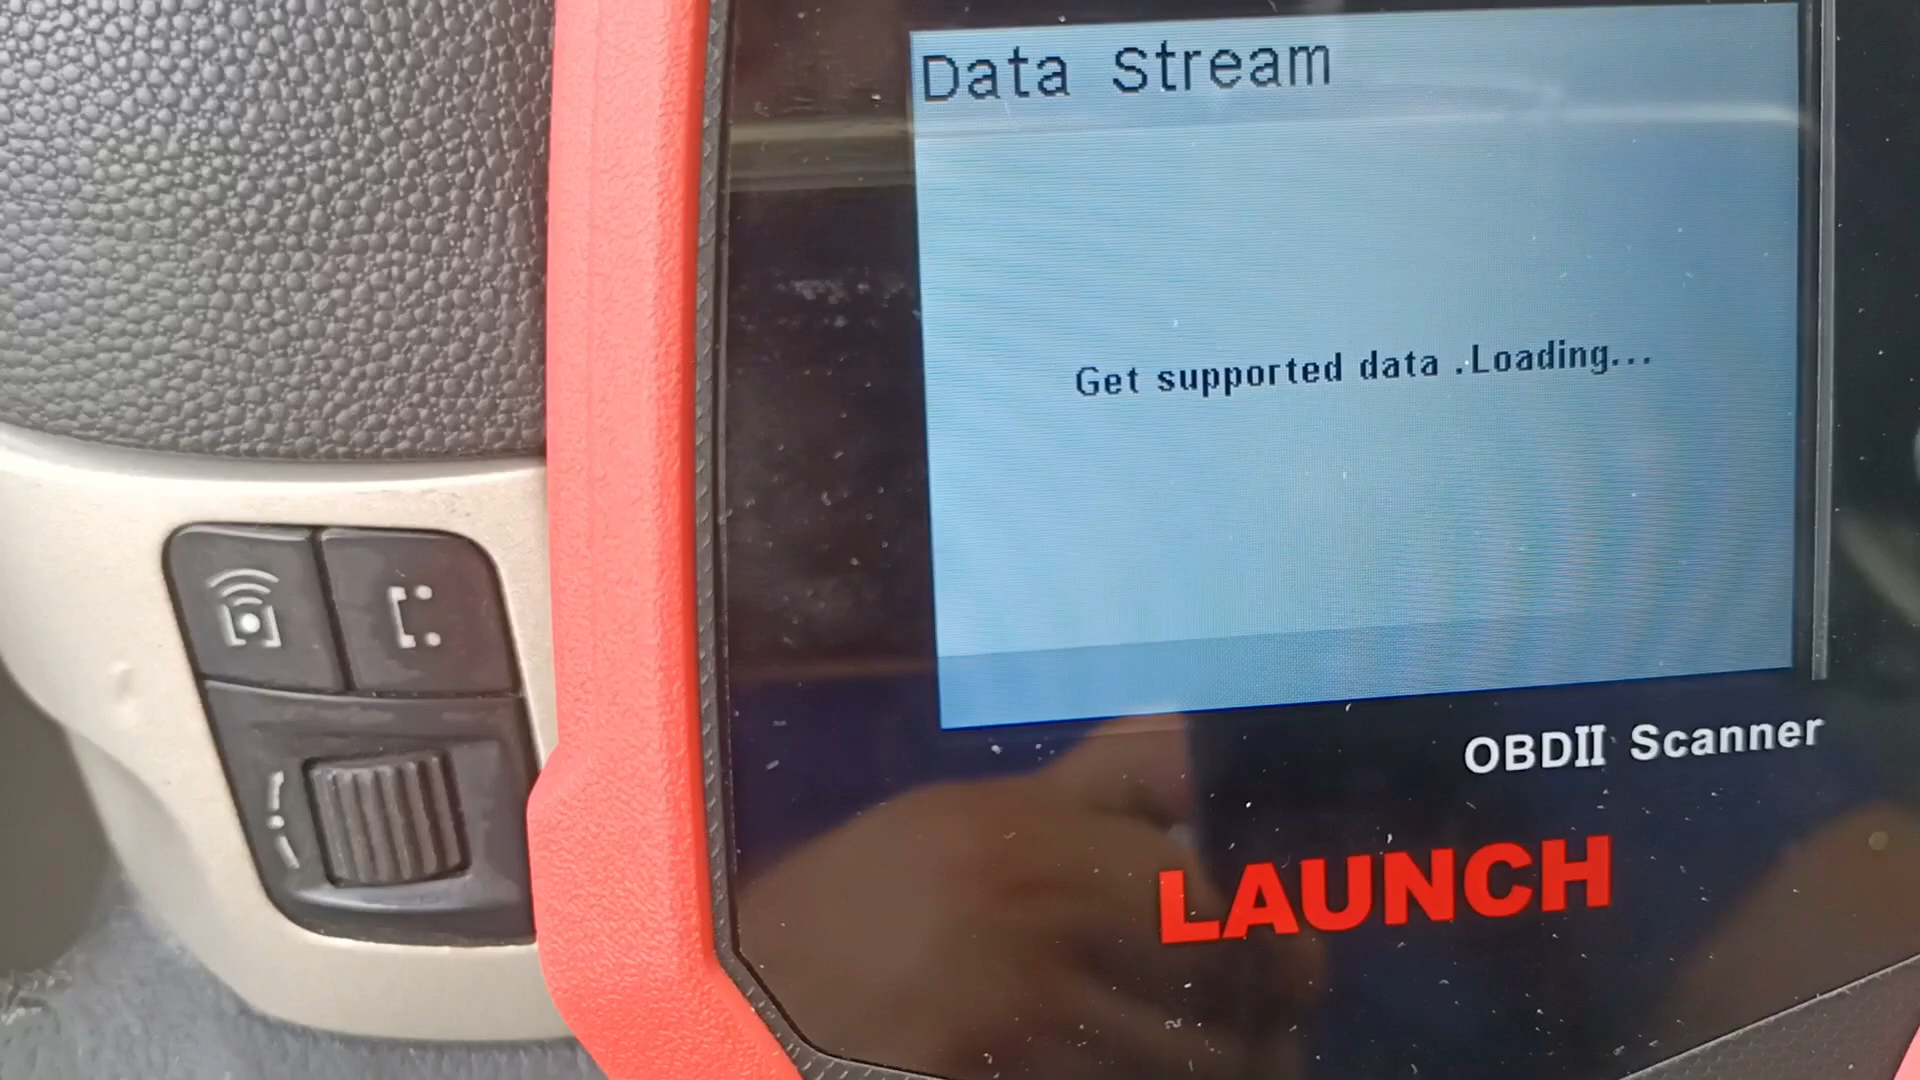 Data Stream
Get supported data .Loading...
OBDII Scanner
LAUNCH